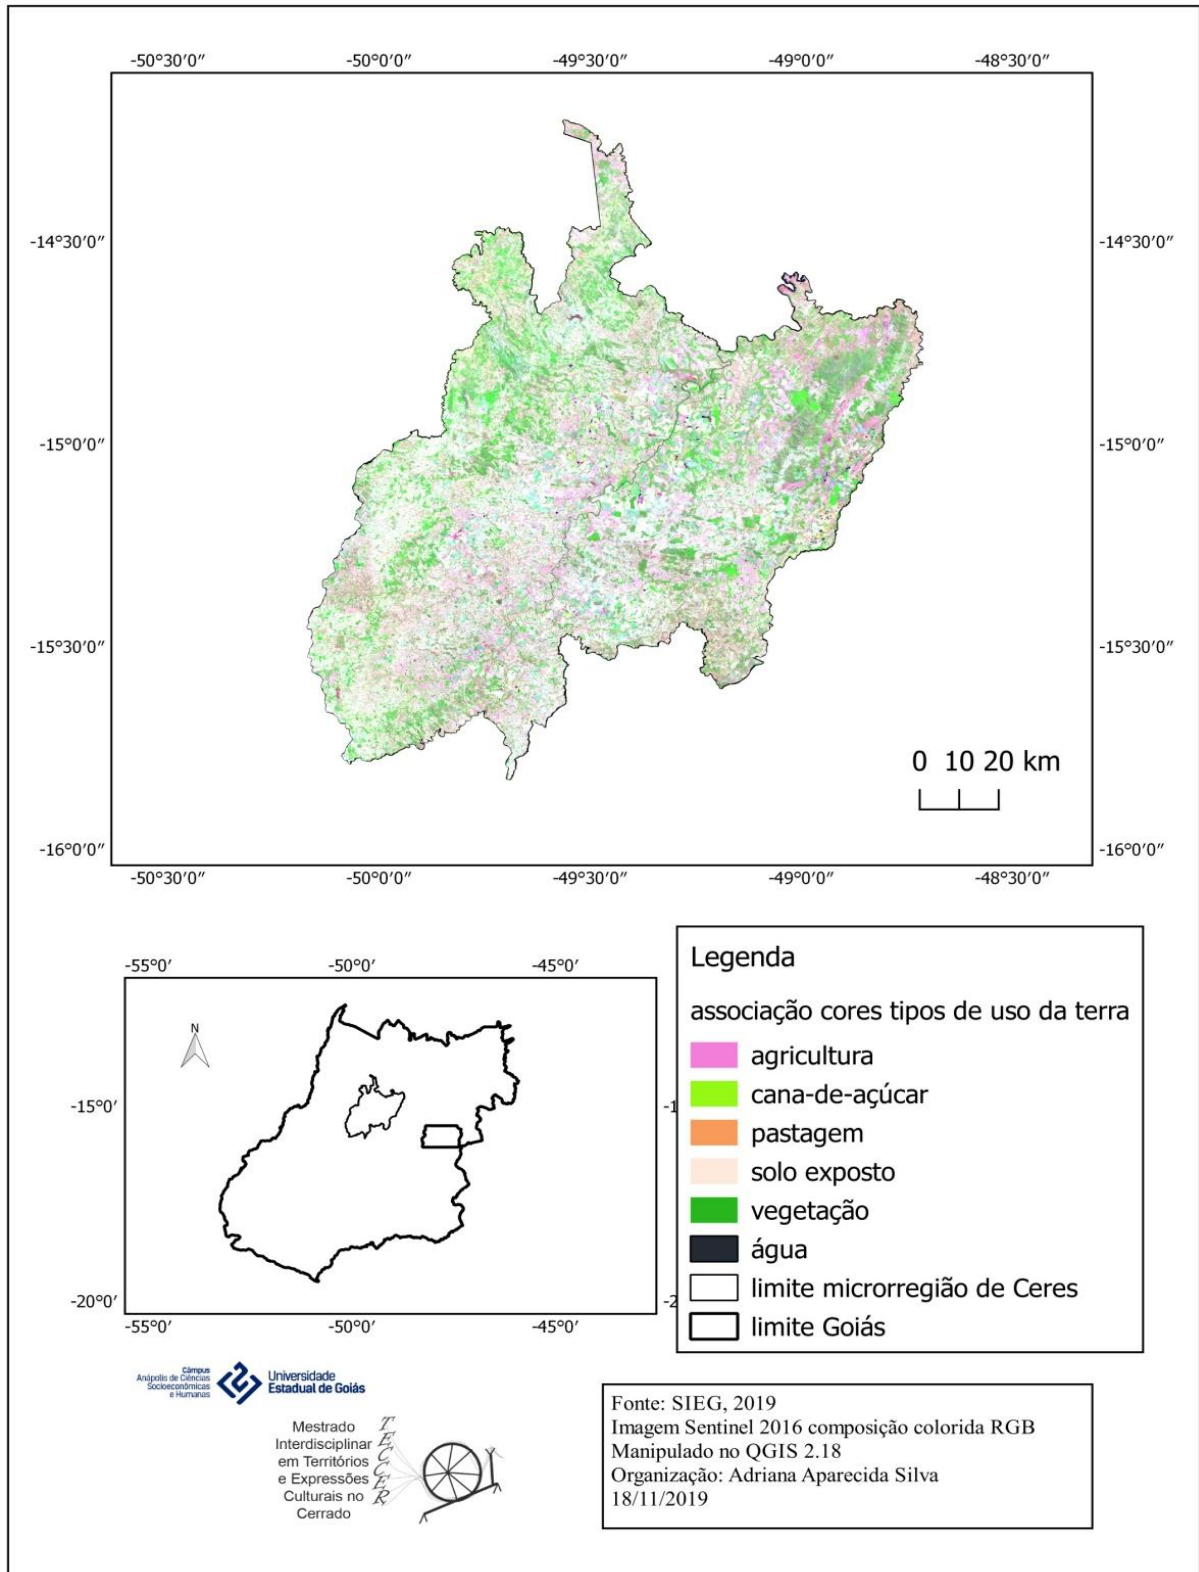 -50°30'0" -50°0'0" -49°30'0" -49°0'0" -48°30'0"
-14°30'0" -14°30'0"
-15°0'0" -15°0'0"
-15°30'0" -15°30'0"
0 10 20 km
-16°0'0" -16°0'0"
-50°30'0" -50°0'0" -49°30'0" -49°0'0" -48°30'0"
-55°0' -50°0' -45°0'
N
-15°0' -1
-20°0' -2
-55°0' -50°0' -45°0'
Legenda
associação cores tipos de uso da terra
agricultura
cana-de-açúcar
pastagem
solo exposto
vegetação
água
limite microrregião de Ceres
limite Goiás
Câmpus
Anápolis de Ciências
Socioeconômicas
e Humanas
Universidade
Estadual de Goiás
Mestrado
Interdisciplinar
em Territórios
e Expressões
Culturais no
Cerrado
TECCER
Fonte: SIEG, 2019
Imagem Sentinel 2016 composição colorida RGB
Manipulado no QGIS 2.18
Organização: Adriana Aparecida Silva
18/11/2019